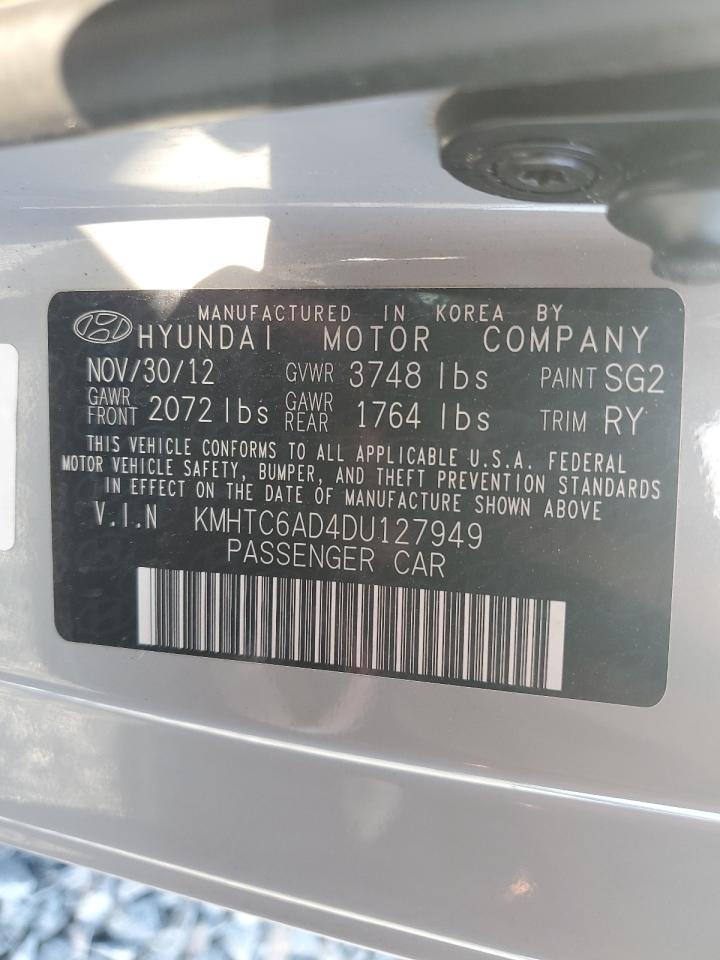 MANUFACTURED IN KOREA BY
HYUNDAI MOTOR COMPANY
NOV/30/12 GVWR 3748 lbs PAINT SG2
GAWR FRONT 2072 lbs GAWR REAR 1764 lbs TRIM RY
THIS VEHICLE CONFORMS TO ALL APPLICABLE U.S.A. FEDERAL
MOTOR VEHICLE SAFETY, BUMPER, AND THEFT PREVENTION STANDARDS
IN EFFECT ON THE DATE OF MANUFACTURE SHOWN ABOVE
V.I.N KMHTC6AD4DU127949
PASSENGER CAR